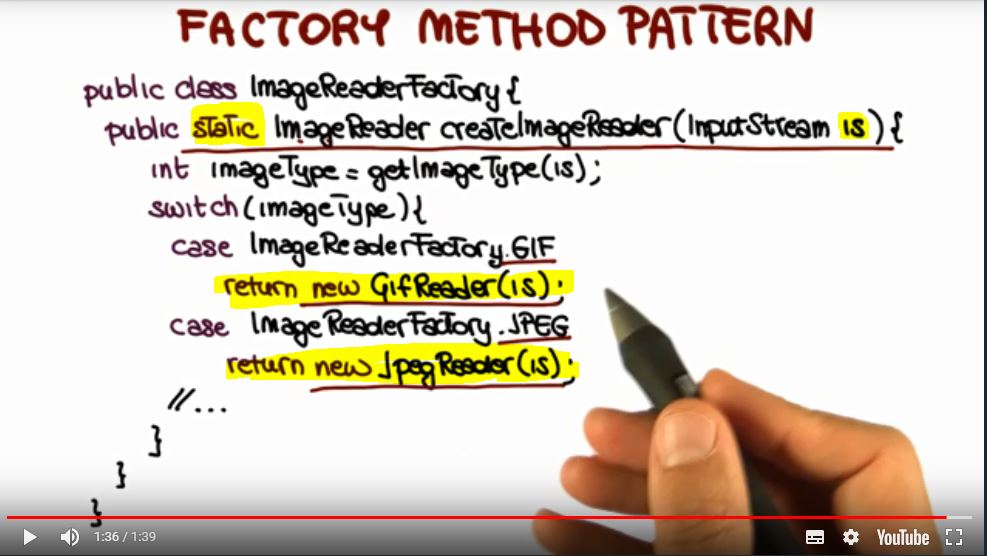 FACTORY METHOD PATTERN
public class ImageReaderFactory {
public static ImageReader createImageReader (InputStream is) {
int imageType = getImageType(is);
switch (imageType) {
case ImageReaderFactory.GIF
return new GifReader(is);
case ImageReaderFactory.JPEG
return new JpegReader(is);
//...
}
}
}
1:36 / 1:39
YouTube